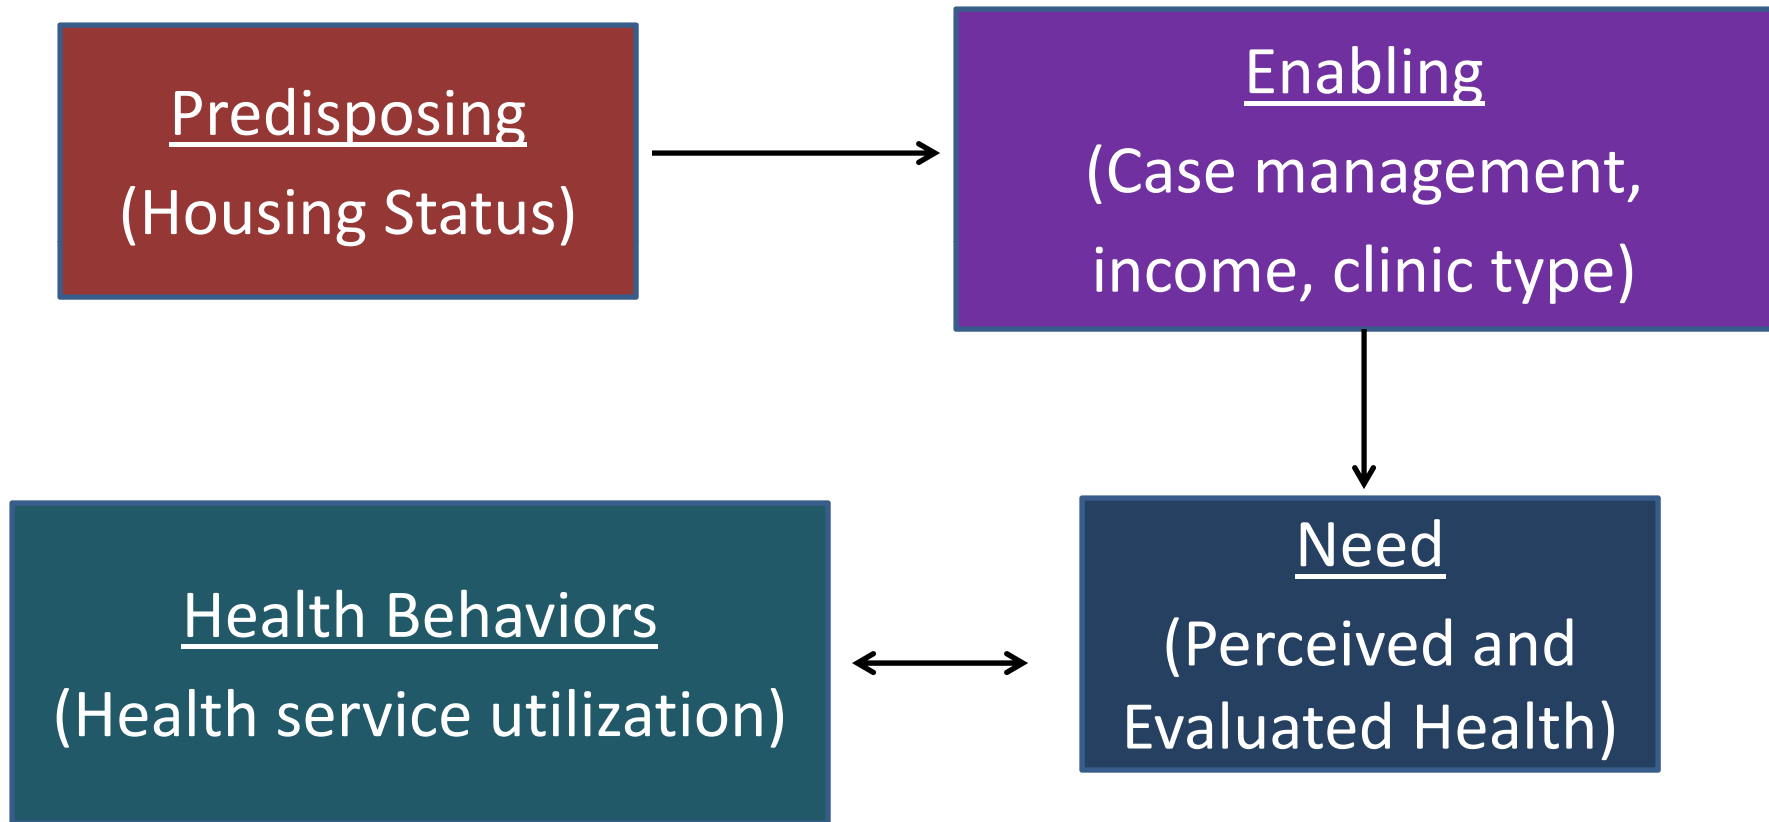 Predisposing
(Housing Status)
Enabling
(Case management,
income, clinic type)
Health Behaviors
(Health service utilization)
Need
(Perceived and
Evaluated Health)